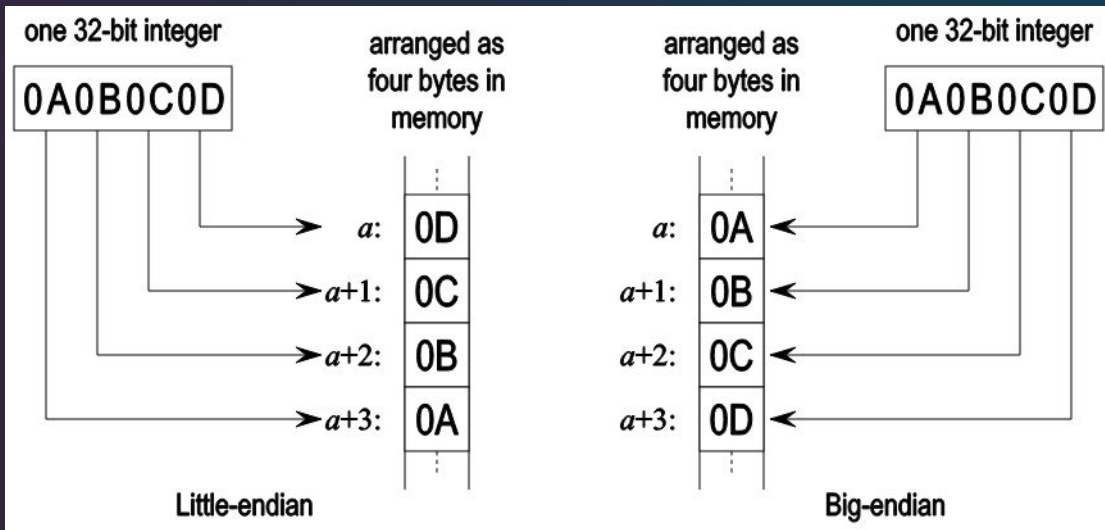 one 32-bit integer
0A0B0C0D
arranged as
four bytes in
memory
a: 0D
a+1: 0C
a+2: 0B
a+3: 0A
Little-endian
arranged as
four bytes in
memory
one 32-bit integer
0A0B0C0D
a: 0A
a+1: 0B
a+2: 0C
a+3: 0D
Big-endian